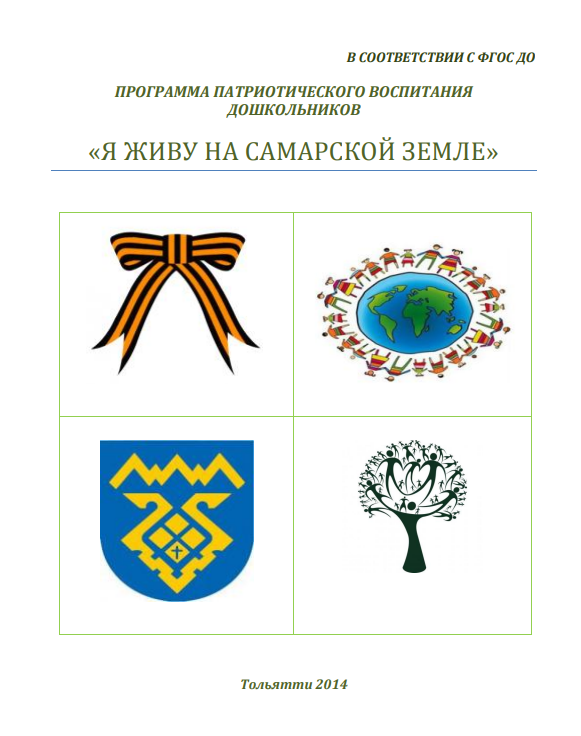 В СООТВЕТСТВИИ С ФГОС ДО
ПРОГРАММА ПАТРИОТИЧЕСКОГО ВОСПИТАНИЯ
ДОШКОЛЬНИКОВ
«Я ЖИВУ НА САМАРСКОЙ ЗЕМЛЕ»
Тольятти 2014